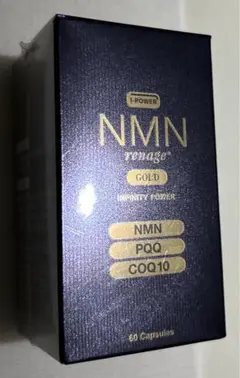 I-POWER
NMN
renage
GOLD
INFINITY POWER
NMN
PQQ
COQ10
60 Capsules